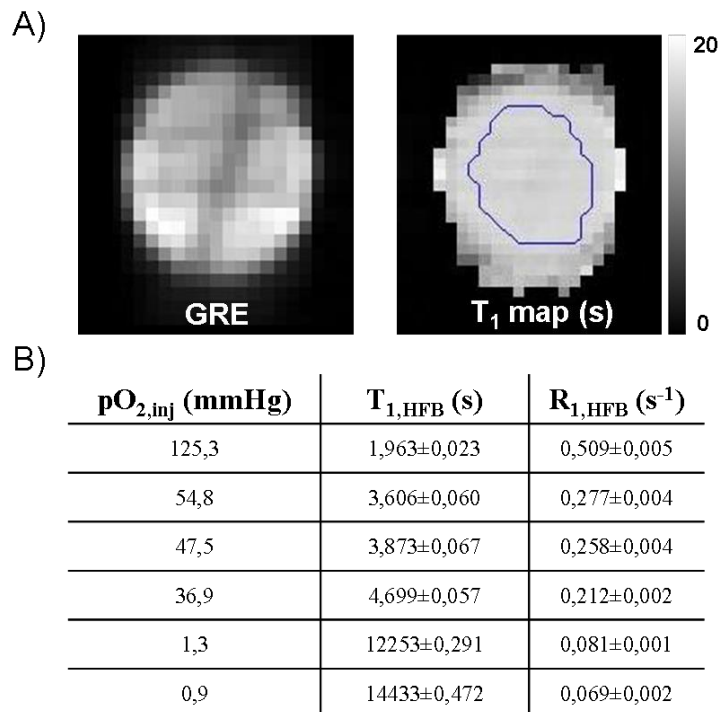 A)
20
0
GRE
T₁ map (s)
B)
pO₂,inj (mmHg) T₁,HFB (s) R₁,HFB (s⁻¹)
125,3 1,963±0,023 0,509±0,005
54,8 3,606±0,060 0,277±0,004
47,5 3,873±0,067 0,258±0,004
36,9 4,699±0,057 0,212±0,002
1,3 12253±0,291 0,081±0,001
0,9 14433±0,472 0,069±0,002